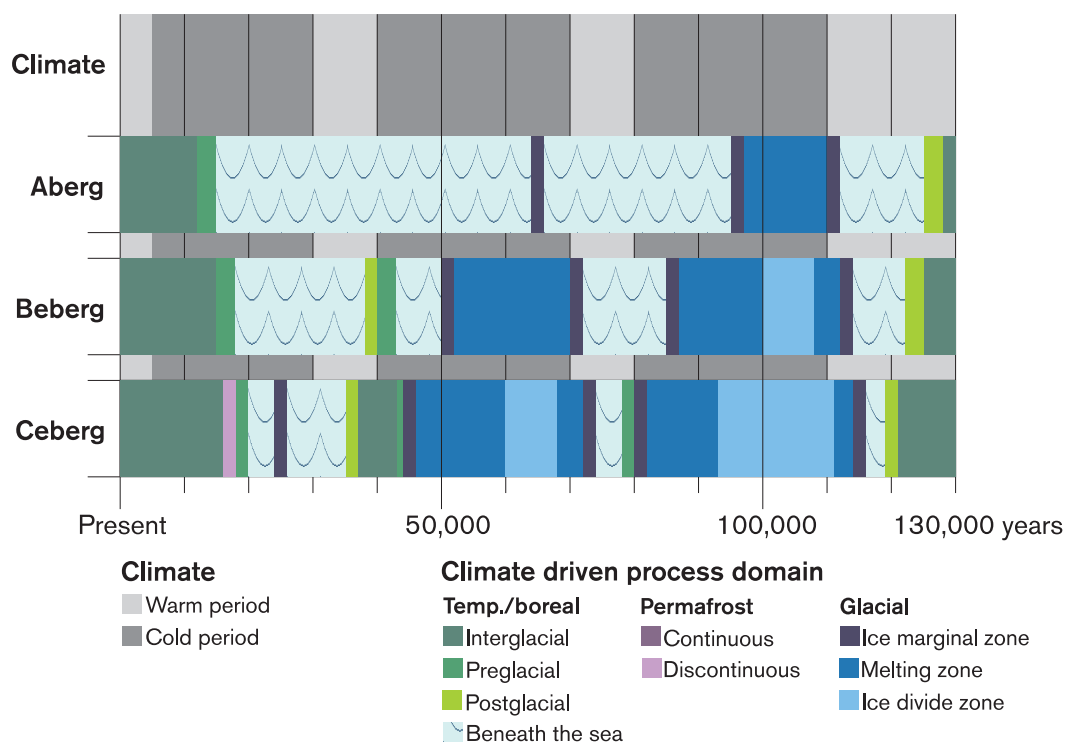 Climate
Aberg
Beberg
Ceberg
Present 50,000 100,000 130,000 years
Climate
Warm period
Cold period
Climate driven process domain
Temp./boreal
Interglacial
Preglacial
Postglacial
Beneath the sea
Permafrost
Continuous
Discontinuous
Glacial
Ice marginal zone
Melting zone
Ice divide zone